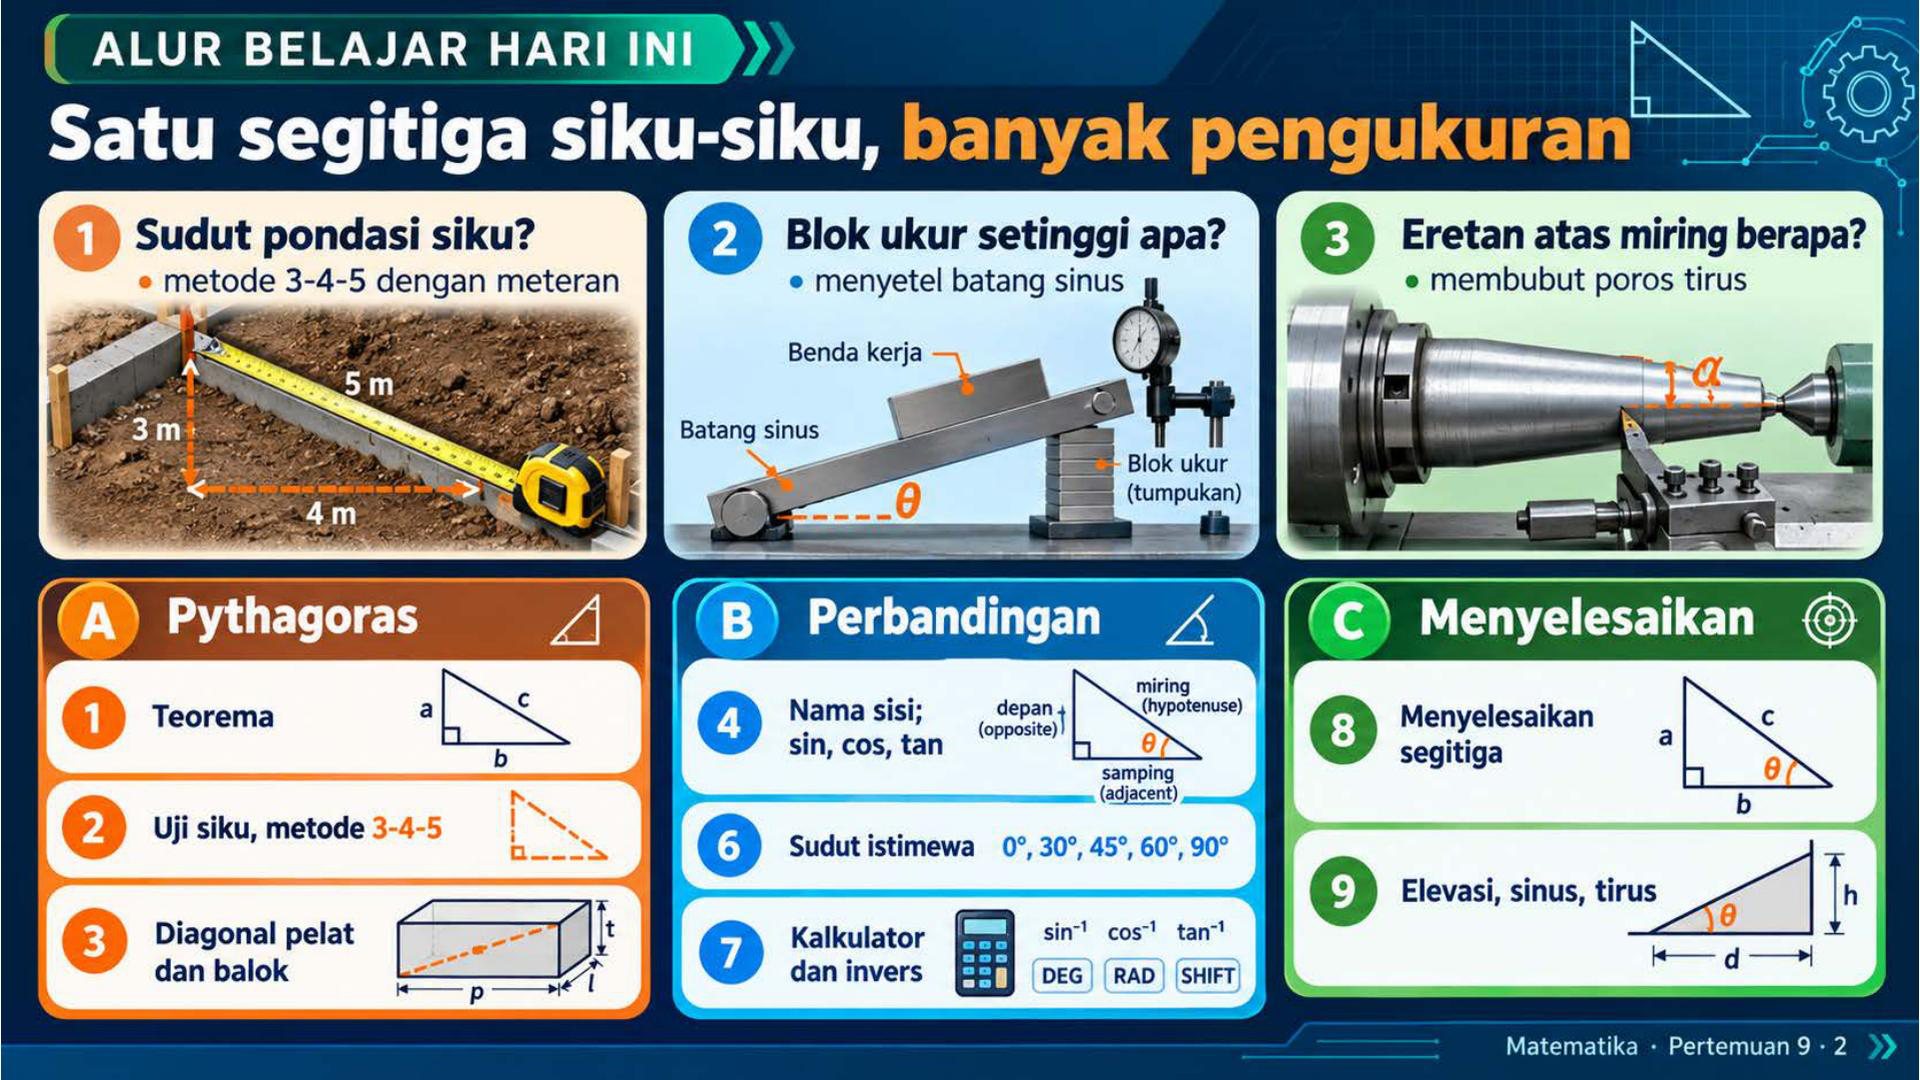 ALUR BELAJAR HARI INI
Satu segitiga siku-siku, banyak pengukuran
1 Sudut pondasi siku?
• metode 3-4-5 dengan meteran
5 m
3 m
4 m
2 Blok ukur setinggi apa?
• menyetel batang sinus
Benda kerja
Batang sinus
Blok ukur
(tumpukan)
θ
3 Eretan atas miring berapa?
• membubut poros tirus
α
A Pythagoras
1 Teorema
a
c
b
2 Uji siku, metode 3-4-5
3 Diagonal pelat
dan balok
t
l
p
B Perbandingan
4 Nama sisi;
sin, cos, tan
depan
(opposite)
miring
(hypotenuse)
θ
samping
(adjacent)
6 Sudut istimewa 0°, 30°, 45°, 60°, 90°
7 Kalkulator
dan invers
sin⁻¹ cos⁻¹ tan⁻¹
DEG RAD SHIFT
C Menyelesaikan
8 Menyelesaikan
segitiga
a
c
θ
b
9 Elevasi, sinus, tirus
θ
h
d
Matematika · Pertemuan 9 · 2